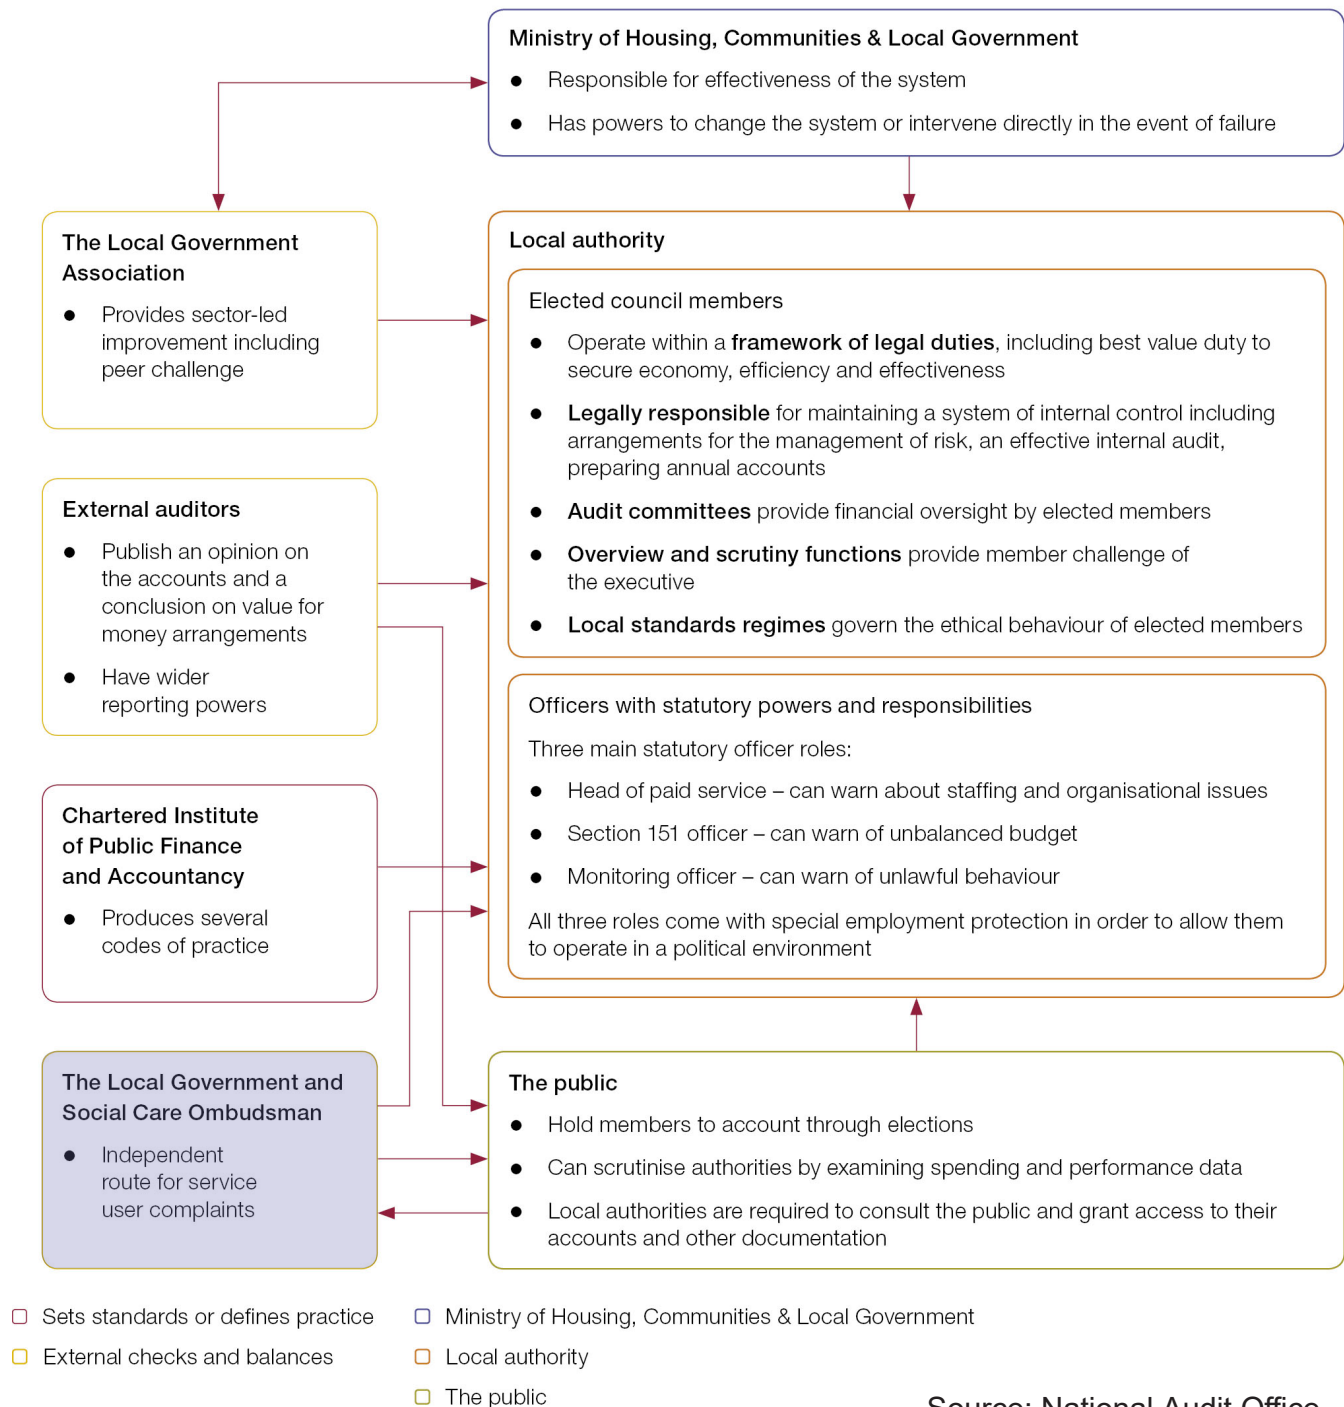 Ministry of Housing, Communities & Local Government
● Responsible for effectiveness of the system
● Has powers to change the system or intervene directly in the event of failure
The Local Government
Association
● Provides sector-led
improvement including
peer challenge
External auditors
● Publish an opinion on
the accounts and a
conclusion on value for
money arrangements
● Have wider
reporting powers
Chartered Institute
of Public Finance
and Accountancy
● Produces several
codes of practice
The Local Government and
Social Care Ombudsman
● Independent
route for service
user complaints
Local authority
Elected council members
● Operate within a framework of legal duties, including best value duty to
secure economy, efficiency and effectiveness
● Legally responsible for maintaining a system of internal control including
arrangements for the management of risk, an effective internal audit,
preparing annual accounts
● Audit committees provide financial oversight by elected members
● Overview and scrutiny functions provide member challenge of
the executive
● Local standards regimes govern the ethical behaviour of elected members
Officers with statutory powers and responsibilities
Three main statutory officer roles:
● Head of paid service – can warn about staffing and organisational issues
● Section 151 officer – can warn of unbalanced budget
● Monitoring officer – can warn of unlawful behaviour
All three roles come with special employment protection in order to allow them
to operate in a political environment
The public
● Hold members to account through elections
● Can scrutinise authorities by examining spending and performance data
● Local authorities are required to consult the public and grant access to their
accounts and other documentation
Sets standards or defines practice
External checks and balances
Ministry of Housing, Communities & Local Government
Local authority
The public
Source: National Audit Office